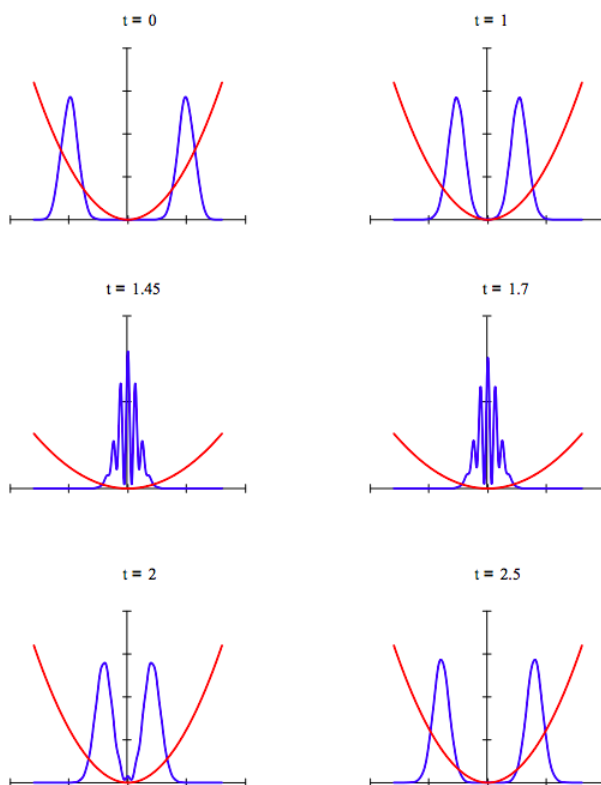 t = 0
t = 1
t = 1.45
t = 1.7
t = 2
t = 2.5